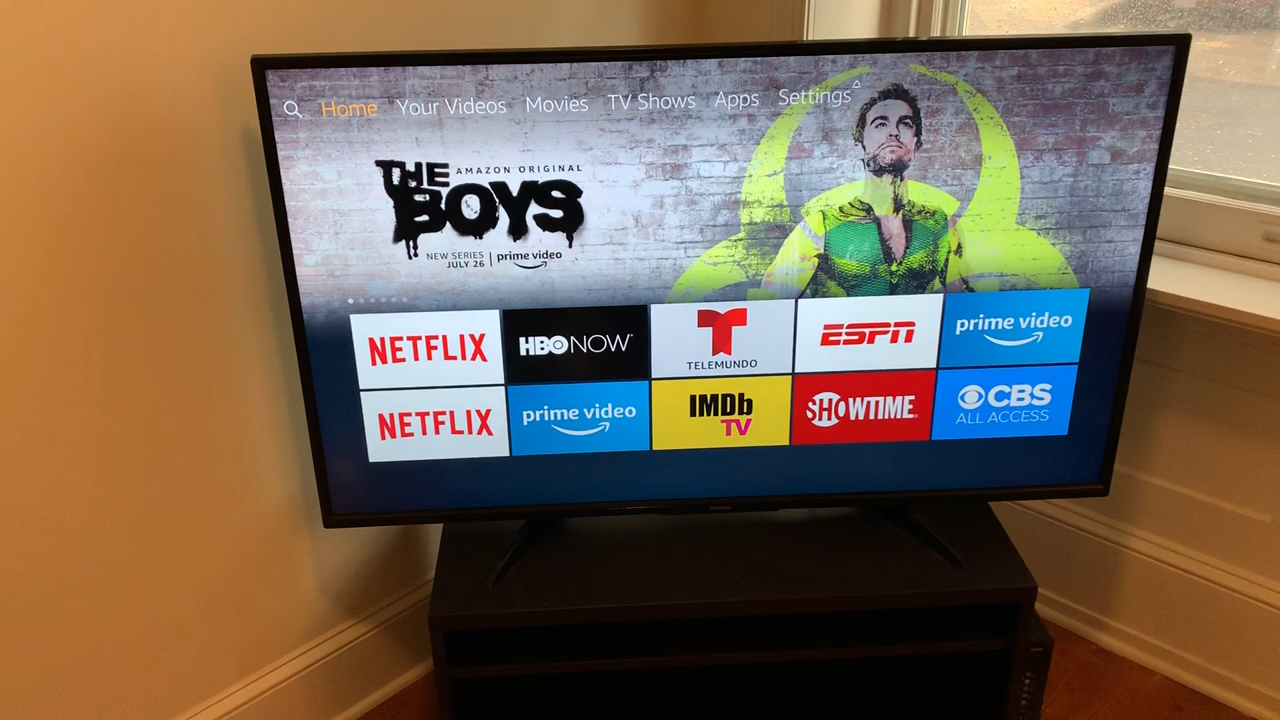 Home Your Videos Movies TV Shows Apps Settings
THE AMAZON ORIGINAL
BOYS
NEW SERIES
JULY 26
prime video
NETFLIX
HBO NOW
TELEMUNDO
ESPN
prime video
NETFLIX
prime video
IMDb
TV
SHOWTIME
CBS
ALL ACCESS